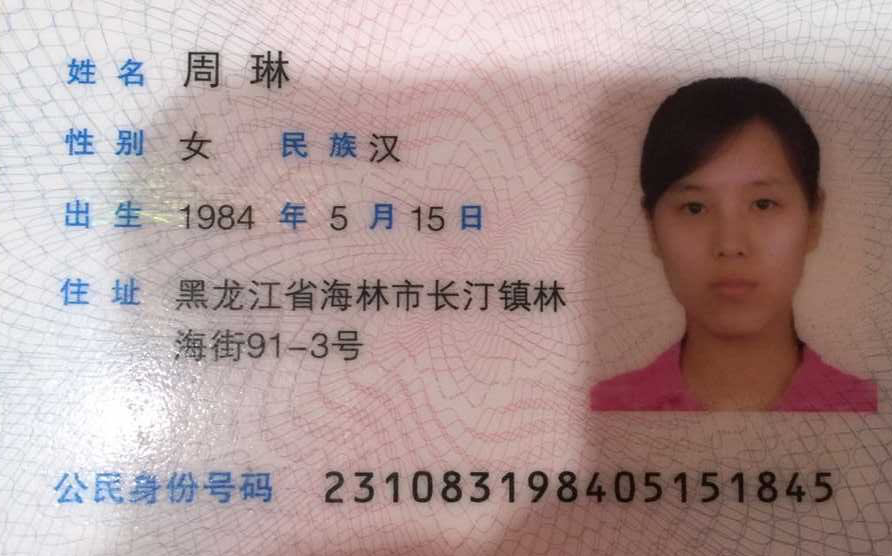 姓名 周琳
性别 女 民族 汉
出生 1984 年 5 月 15 日
住址 黑龙江省海林市长汀镇林
海街91-3号
公民身份号码 231083198405151845